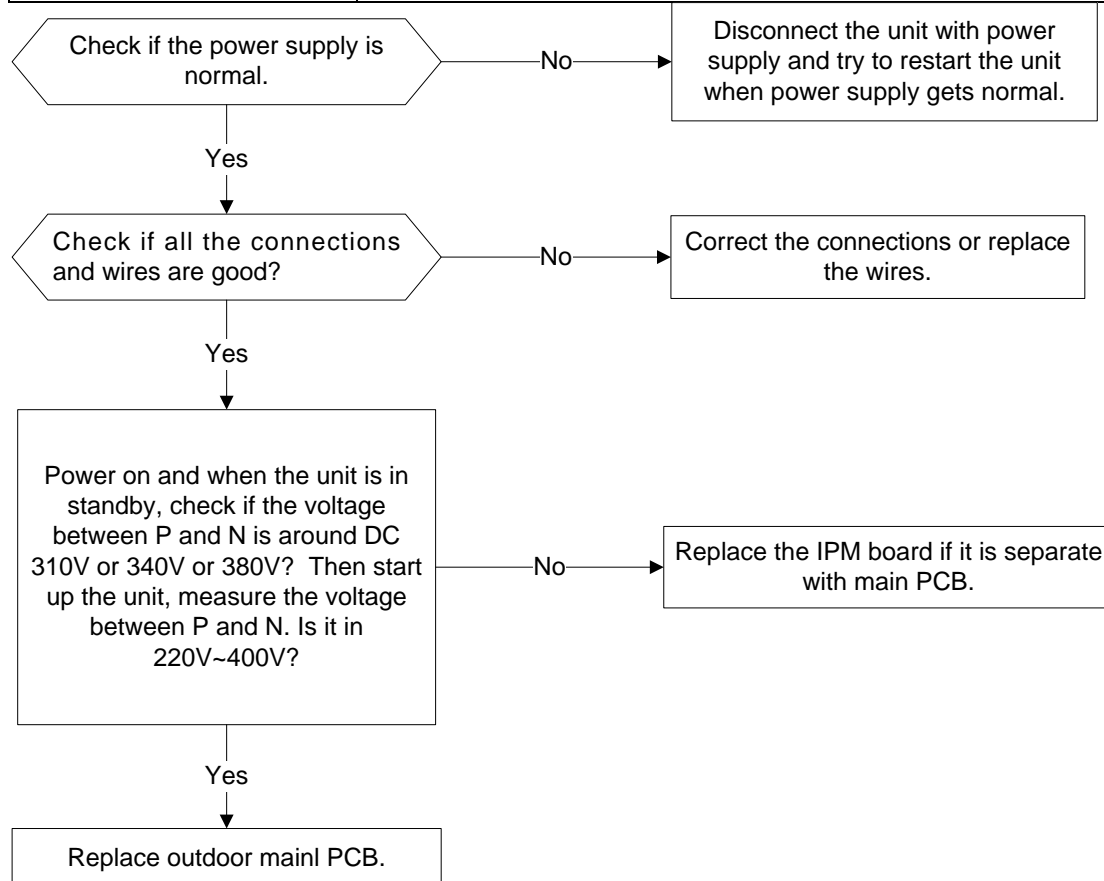 Check if the power supply is
normal.
No
Disconnect the unit with power
supply and try to restart the unit
when power supply gets normal.
Yes
Check if all the connections
and wires are good?
No
Correct the connections or replace
the wires.
Yes
Power on and when the unit is in
standby, check if the voltage
between P and N is around DC
310V or 340V or 380V? Then start
up the unit, measure the voltage
between P and N. Is it in
220V~400V?
No
Replace the IPM board if it is separate
with main PCB.
Yes
Replace outdoor mainl PCB.